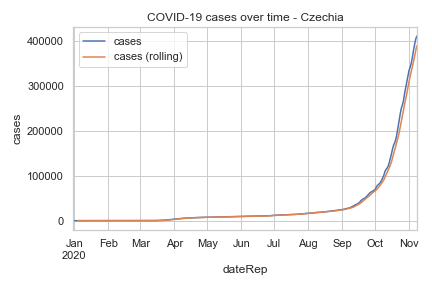 COVID-19 cases over time - Czechia
cases
cases (rolling)
400000
300000
200000
100000
0
cases
Jan Feb Mar Apr May Jun Jul Aug Sep Oct Nov
2020
dateRep